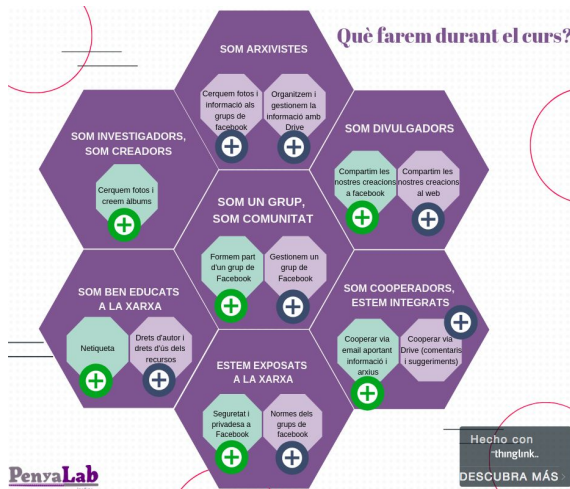 Què farem durant el curs?
SOM ARXIVISTES
Cerquem fotos i
informació als
grups de
facebook
Organitzem i
gestionem la
informació amb
Drive
SOM INVESTIGADORS,
SOM CREADORS
Cerquem fotos i
creem àlbums
SOM DIVULGADORS
Compartim les
nostres creacions
a facebook
Compartim les
nostres creacions
al web
SOM UN GRUP,
SOM COMUNITAT
Formem part
d'un grup de
Facebook
Gestionem un
grup de
Facebook
SOM BEN EDUCATS
A LA XARXA
Netiqueta
Drets d'autor i
drets d'ús dels
recursos
SOM COOPERADORS,
ESTEM INTEGRATS
Cooperar via
email aportant
informació i
arxius
Cooperar via
Drive (comentaris
i suggeriments)
ESTEM EXPOSATS
A LA XARXA
Seguretat i
privadesa a
Facebook
Normes dels
grups de
facebook
PenyaLab
Hecho con
thinglink..
DESCUBRA MÁS